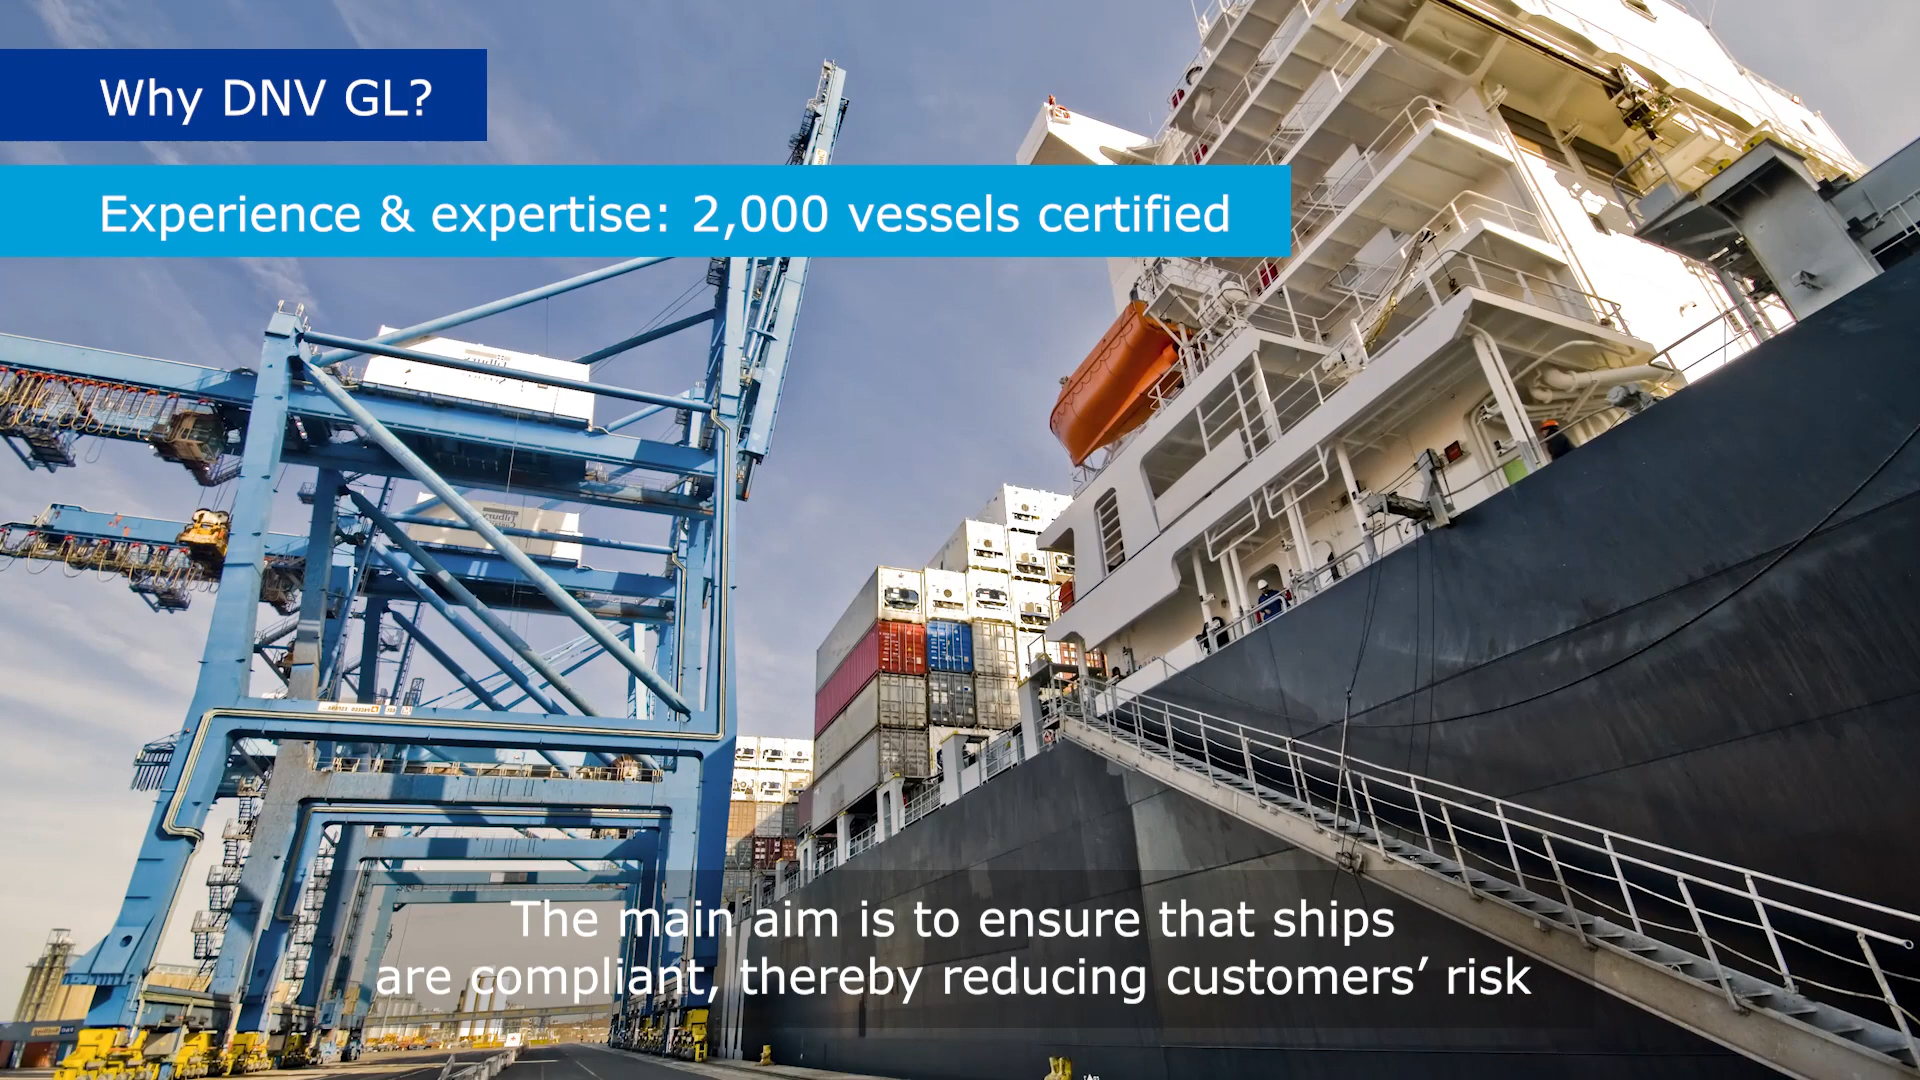 Why DNV GL?
Experience & expertise: 2,000 vessels certified
The main aim is to ensure that ships
are compliant, thereby reducing customers’ risk